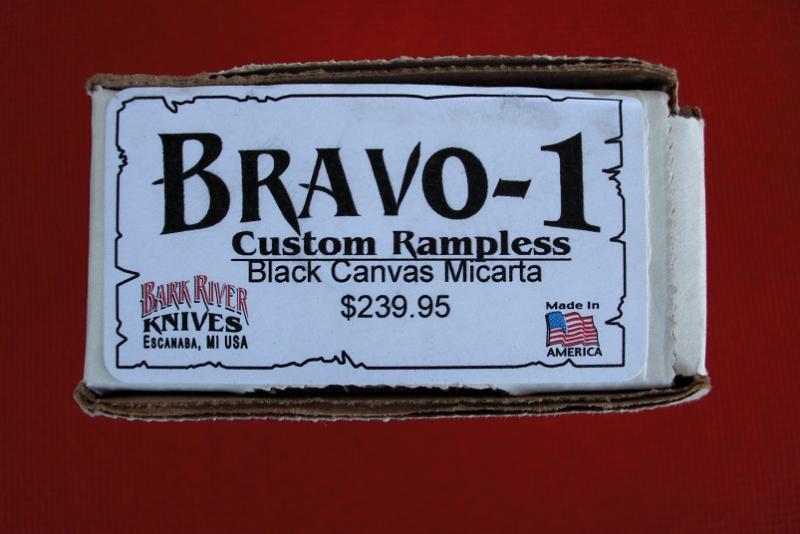 BRAVO-1
Custom Rampless
Black Canvas Micarta
$239.95
BARK RIVER
KNIVES
ESCANABA, MI USA
Made In
AMERICA